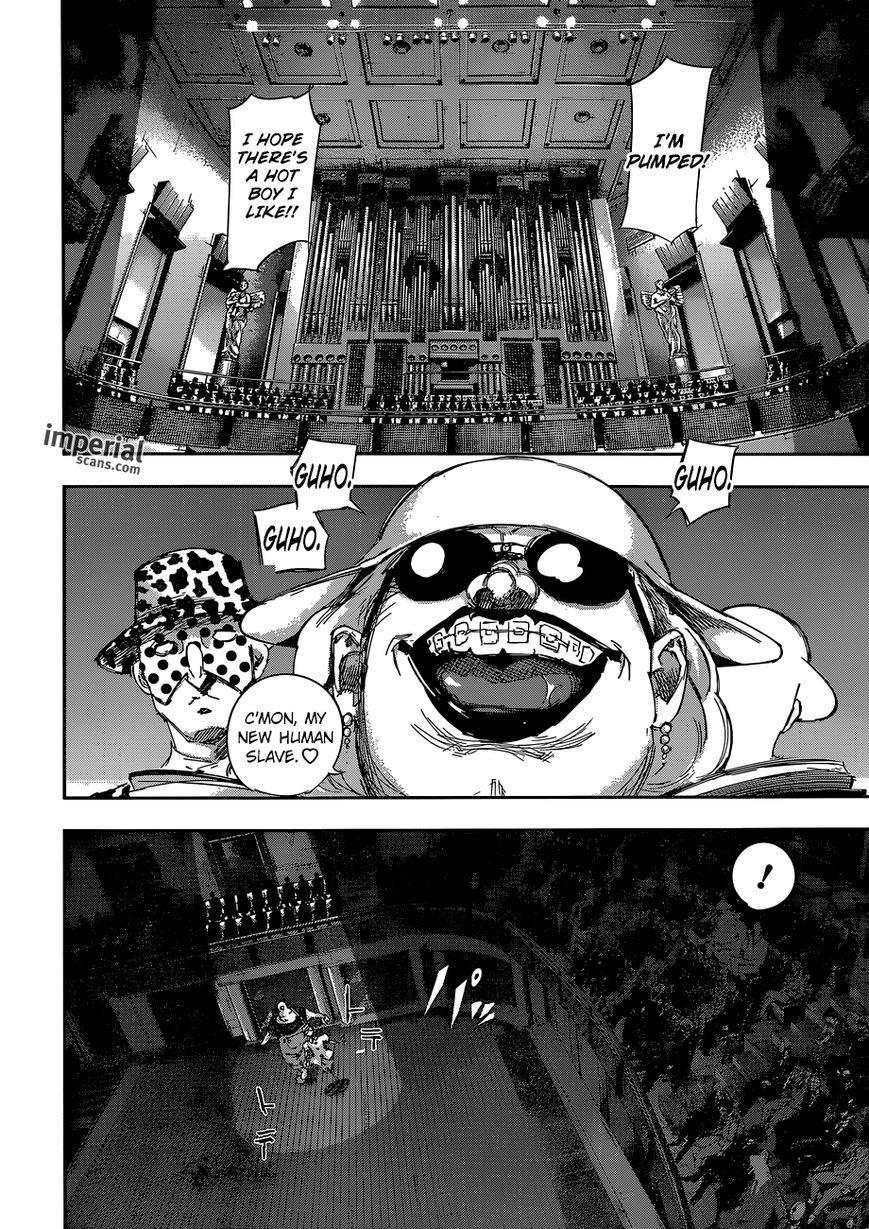 I'M
PUMPED!
I HOPE
THERE'S
A HOT
BOY I
LIKE!!
imperial
scans.com
GUHO!
GUHO!
GUHO.
C'MON, MY
NEW HUMAN
SLAVE.♡
!
パッ
トテ
トテ